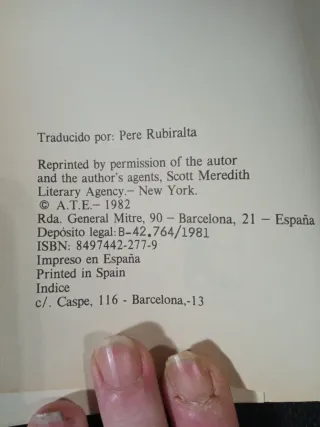 Traducido por: Pere Rubiralta
Reprinted by permission of the autor
and the author's agents, Scott Meredith
Literary Agency.– New York.
© A.T.E.– 1982
Rda. General Mitre, 90 – Barcelona, 21 – España
Depósito legal:B-42.764/1981
ISBN: 8497442-277-9
Impreso en España
Printed in Spain
Indice
c/. Caspe, 116 - Barcelona,-13